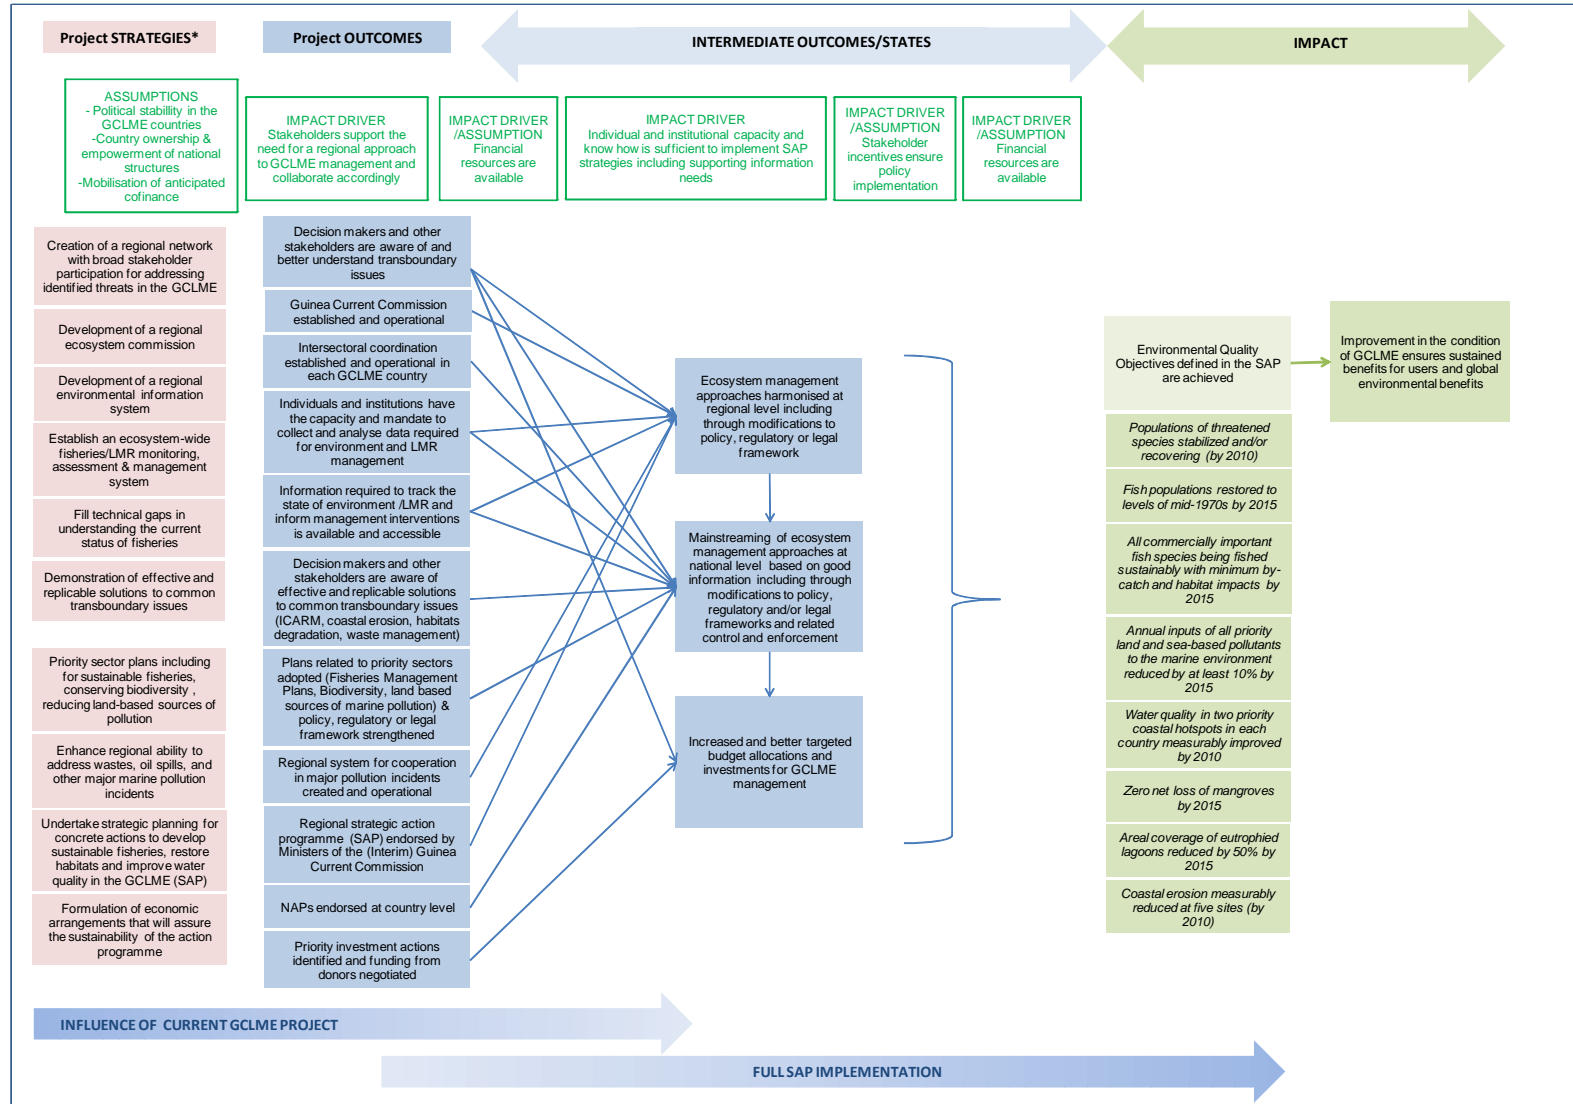 Project STRATEGIES*
Project OUTCOMES
INTERMEDIATE OUTCOMES/STATES
IMPACT
ASSUMPTIONS
- Political stabillity in the
GCLME countries
-Country ownership &
empowerment of national
structures
-Mobilisation of anticipated
cofinance
IMPACT DRIVER
Stakeholders support the
need for a regional approach
to GCLME management and
collaborate accordingly
IMPACT DRIVER
/ASSUMPTION
Financial
resources are
available
IMPACT DRIVER
Individual and institutional capacity and
know how is sufficient to implement SAP
strategies including supporting information
needs
IMPACT DRIVER
/ASSUMPTION
Stakeholder
incentives ensure
policy
implementation
IMPACT DRIVER
/ASSUMPTION
Financial
resources are
available
Creation of a regional network
with broad stakeholder
participation for addressing
identified threats in the GCLME
Development of a regional
ecosystem commission
Development of a regional
environmental information
system
Establish an ecosystem-wide
fisheries/LMR monitoring,
assessment & management
system
Fill technical gaps in
understanding the current
status of fisheries
Demonstration of effective and
replicable solutions to common
transboundary issues
Priority sector plans including
for sustainable fisheries,
conserving biodiversity ,
reducing land-based sources of
pollution
Enhance regional ability to
address wastes, oil spills, and
other major marine pollution
incidents
Undertake strategic planning for
concrete actions to develop
sustainable fisheries, restore
habitats and improve water
quality in the GCLME (SAP)
Formulation of economic
arrangements that will assure
the sustainability of the action
programme
Decision makers and other
stakeholders are aware of and
better understand transboundary
issues
Guinea Current Commission
established and operational
Intersectoral coordination
established and operational in
each GCLME country
Individuals and institutions have
the capacity and mandate to
collect and analyse data required
for environment and LMR
management
Information required to track the
state of environment /LMR and
inform management interventions
is available and accessible
Decision makers and other
stakeholders are aware of
effective and replicable solutions
to common transboundary issues
(ICARM, coastal erosion, habitats
degradation, waste management)
Plans related to priority sectors
adopted (Fisheries Management
Plans, Biodiversity, land based
sources of marine pollution) &
policy, regulatory or legal
framework strengthened
Regional system for cooperation
in major pollution incidents
created and operational
Regional strategic action
programme (SAP) endorsed by
Ministers of the (Interim) Guinea
Current Commission
NAPs endorsed at country level
Priority investment actions
identified and funding from
donors negotiated
Ecosystem management
approaches harmonised at
regional level including
through modifications to
policy, regulatory or legal
framework
Mainstreaming of ecosystem
management approaches at
national level based on good
information including through
modifications to policy,
regulatory and/or legal
frameworks and related
control and enforcement
Increased and better targeted
budget allocations and
investments for GCLME
management
Environmental Quality
Objectives defined in the SAP
are achieved
Populations of threatened
species stabilized and/or
recovering (by 2010)
Fish populations restored to
levels of mid-1970s by 2015
All commercially important
fish species being fished
sustainably with minimum by-
catch and habitat impacts by
2015
Annual inputs of all priority
land and sea-based pollutants
to the marine environment
reduced by at least 10% by
2015
Water quality in two priority
coastal hotspots in each
country measurably improved
by 2010
Zero net loss of mangroves
by 2015
Areal coverage of eutrophied
lagoons reduced by 50% by
2015
Coastal erosion measurably
reduced at five sites (by
2010)
Improvement in the condition
of GCLME ensures sustained
benefits for users and global
environmental benefits
INFLUENCE OF CURRENT GCLME PROJECT
FULL SAP IMPLEMENTATION